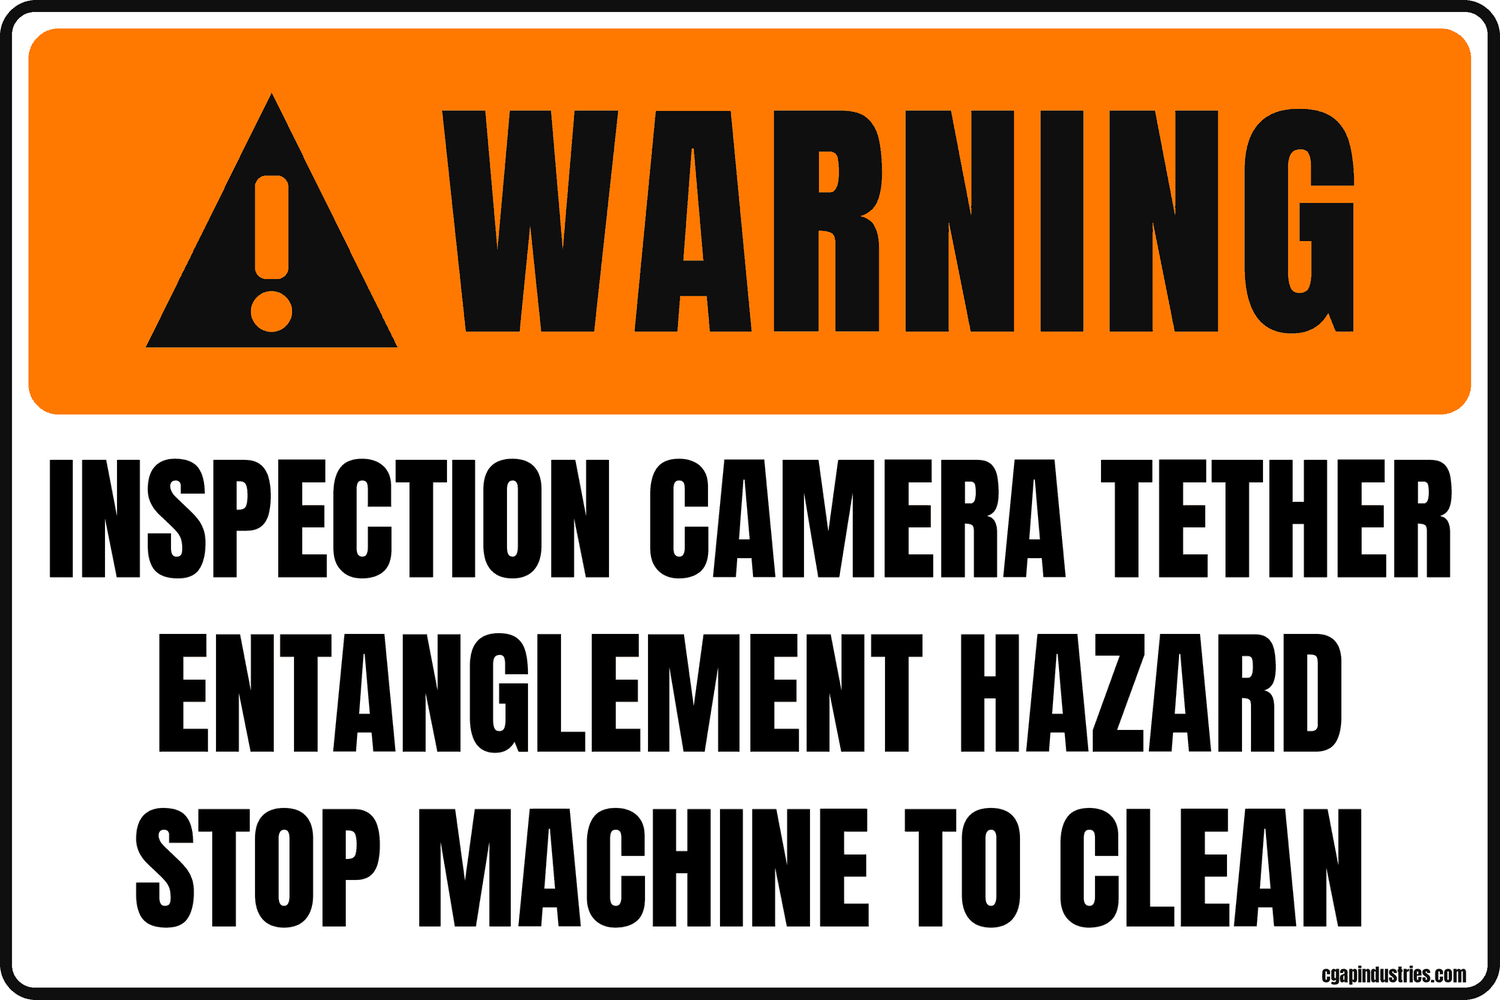 WARNING
INSPECTION CAMERA TETHER
ENTANGLEMENT HAZARD
STOP MACHINE TO CLEAN
cgapindustries.com